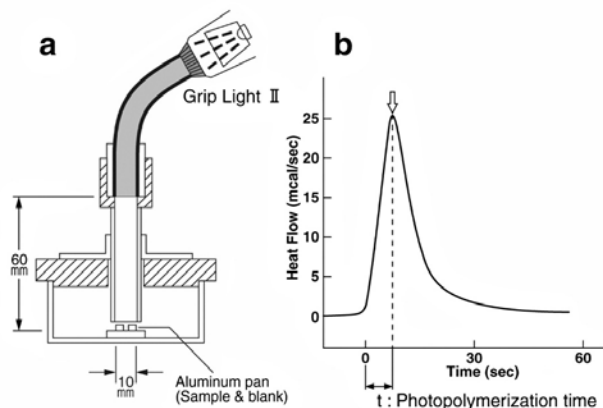 a
Grip Light II
60
mm
10
mm
Aluminum pan
(Sample & blank)
b
Heat Flow (mcal/sec)
25
20
15
10
5
0
0
30
60
Time (sec)
t : Photopolymerization time